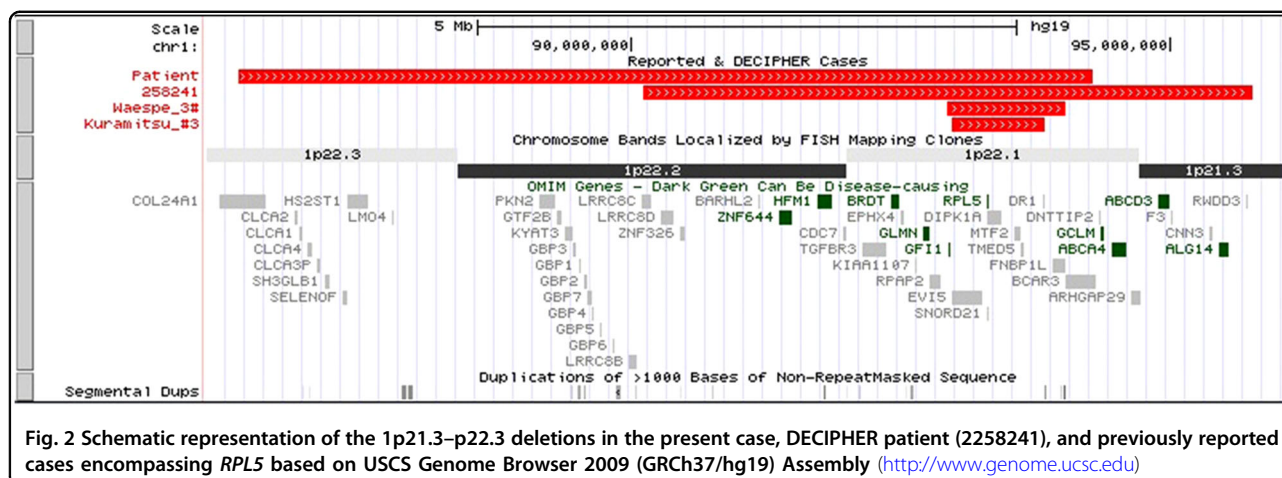 Scale 5 Mb hg19
chr1: 90,000,000 95,000,000
Reported & DECIPHER Cases
Patient
258241
Waespe_3#
Kuramitsu_#3
Chromosome Bands Localized by FISH Mapping Clones
1p22.3 1p22.1
1p22.2 1p21.3
OMIM Genes - Dark Green Can Be Disease-causing
COL24A1 HS2ST1 PKN2 LRRC8C BARHL2 HFM1 BRDT RPL5 DR1 ABCD3 RWDD3
CLCA2 LMO4 GTF2B LRRC8D ZNF644 EPHX4 DIPK1A DNTTIP2 F3
CLCA1 KYAT3 ZNF326 CDC7 GLMN MTF2 GCLM CNN3
CLCA4 GBP3 TGFBR3 GFI1 TMED5 ABCA4 ALG14
CLCA3P GBP1 KIAA1107 FNBP1L
SH3GLB1 GBP2 RPAP2 BCAR3
SELENOF GBP7 EVI5 ARHGAP29
GBP4 SNORD21
GBP5
GBP6
LRRC8B
Duplications of >1000 Bases of Non-RepeatMasked Sequence
Segmental Dups
Fig. 2 Schematic representation of the 1p21.3–p22.3 deletions in the present case, DECIPHER patient (2258241), and previously reported
cases encompassing RPL5 based on USCS Genome Browser 2009 (GRCh37/hg19) Assembly (http://www.genome.ucsc.edu)